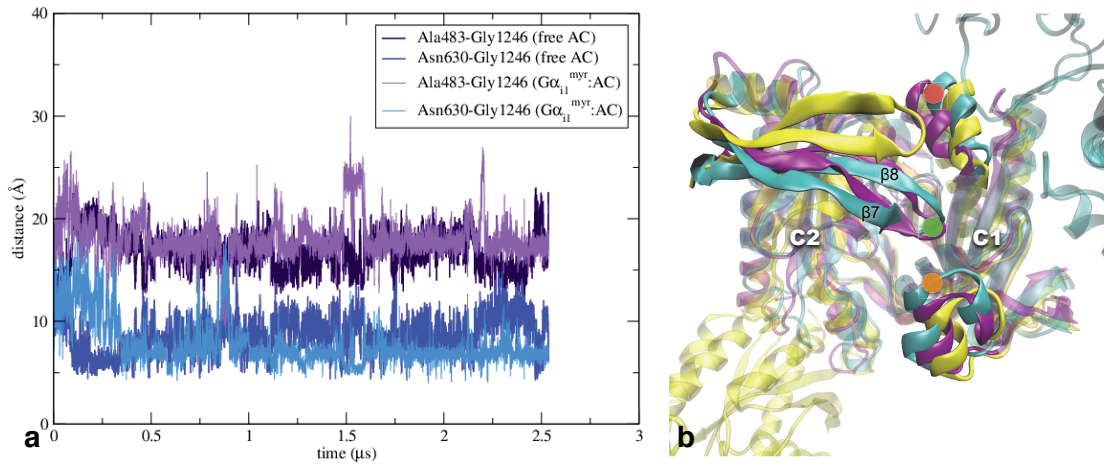 40
30
20
10
0
distance (Å)
Ala483-Gly1246 (free AC)
Asn630-Gly1246 (free AC)
Ala483-Gly1246 (Gαi1myr:AC)
Asn630-Gly1246 (Gαi1myr:AC)
0 0.5 1 1.5 2 2.5 3
time (μs)
a
β8
β7
C2
C1
b